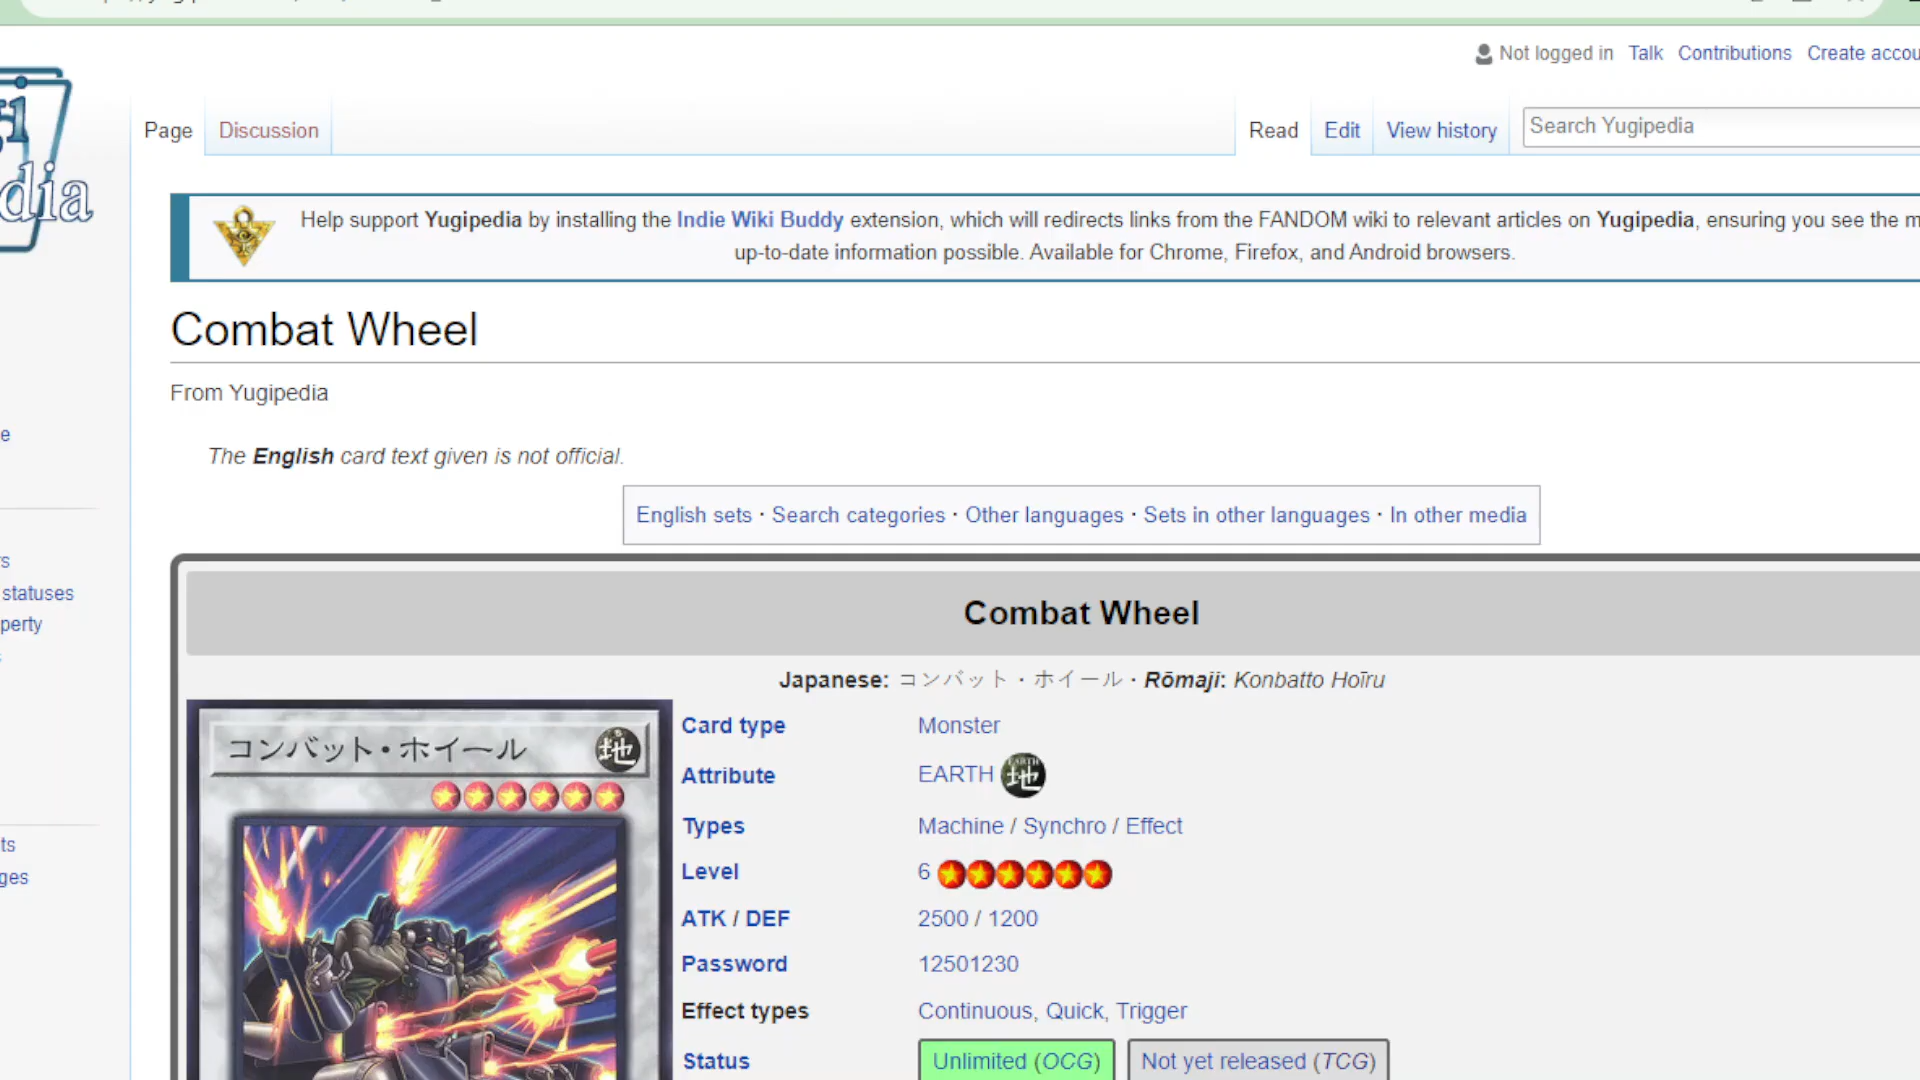 Not logged in Talk Contributions Create accou
Page Discussion Read Edit View history Search Yugipedia
Help support Yugipedia by installing the Indie Wiki Buddy extension, which will redirects links from the FANDOM wiki to relevant articles on Yugipedia, ensuring you see the m
up-to-date information possible. Available for Chrome, Firefox, and Android browsers.
Combat Wheel
From Yugipedia
The English card text given is not official.
English sets · Search categories · Other languages · Sets in other languages · In other media
statuses
perty
ts
ges
Combat Wheel
Japanese: コンバット・ホイール · Rōmaji: Konbatto Hoīru
コンバット・ホイール 地
Card type Monster
Attribute EARTH EARTH 地
Types Machine / Synchro / Effect
Level 6
ATK / DEF 2500 / 1200
Password 12501230
Effect types Continuous, Quick, Trigger
Status Unlimited (OCG) Not yet released (TCG)